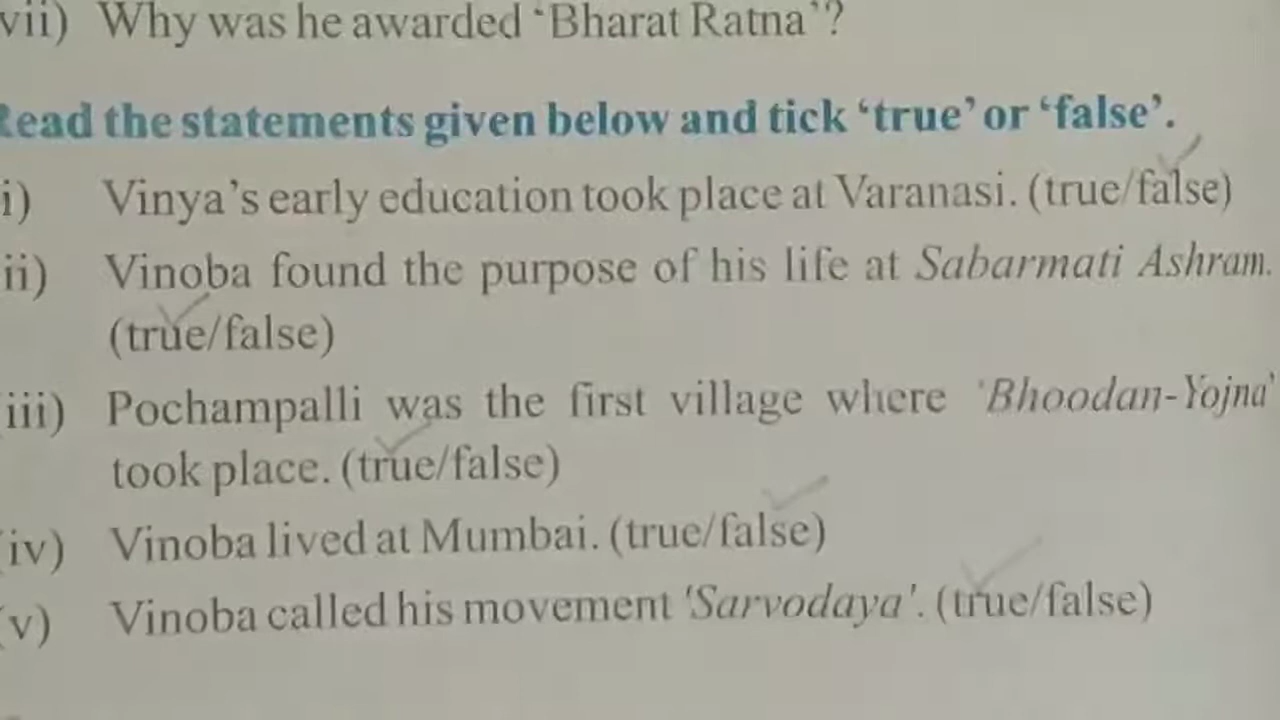 vii) Why was he awarded ‘Bharat Ratna’?
Read the statements given below and tick ‘true’ or ‘false’.
i) Vinya’s early education took place at Varanasi. (true/false)
ii) Vinoba found the purpose of his life at Sabarmati Ashram.
(true/false)
iii) Pochampalli was the first village where 'Bhoodan-Yojna'
took place. (true/false)
iv) Vinoba lived at Mumbai. (true/false)
(v) Vinoba called his movement 'Sarvodaya'. (true/false)